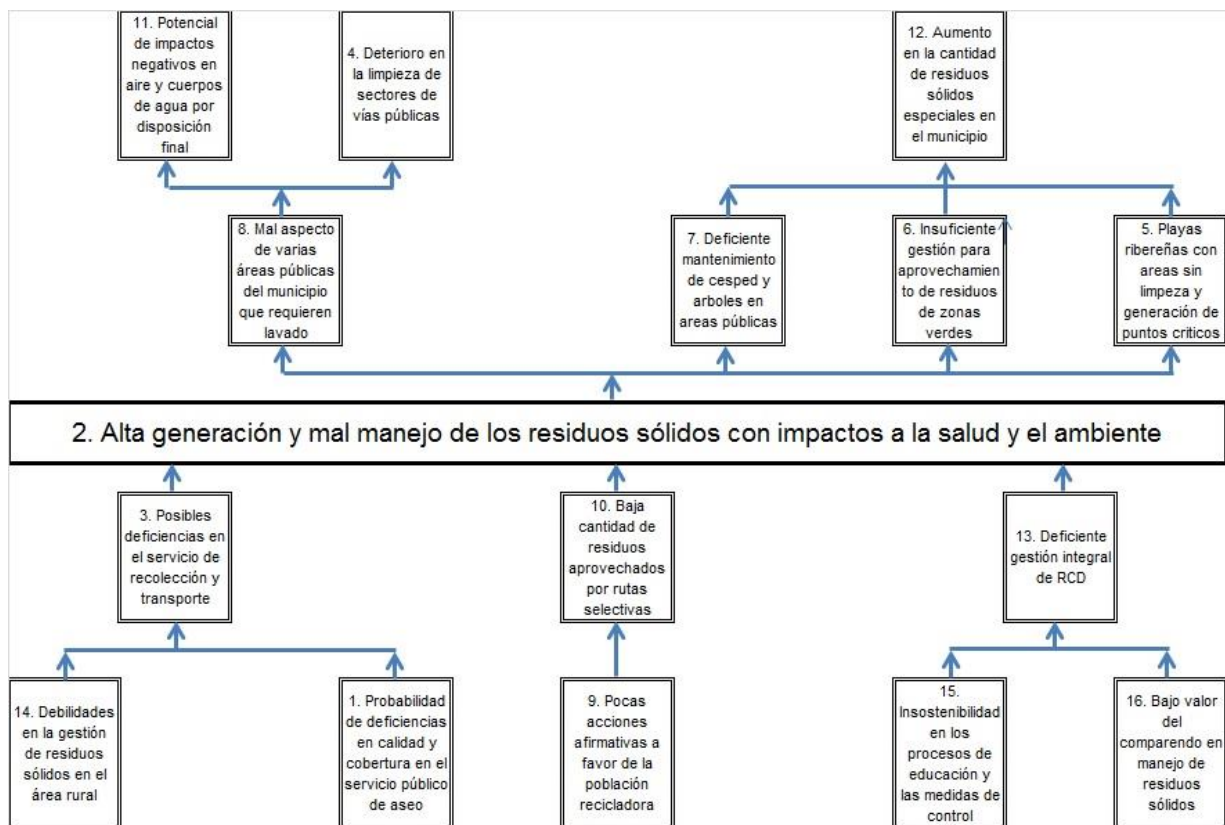 11. Potencial
de impactos
negativos en
aire y cuerpos
de agua por
disposición
final
4. Deterioro en
la limpieza de
sectores de
vías públicas
12. Aumento
en la cantidad
de residuos
sólidos
especiales en
el municipio
8. Mal aspecto
de varias
áreas públicas
del municipio
que requieren
lavado
7. Deficiente
mantenimiento
de cesped y
arboles en
areas públicas
6. Insuficiente
gestión para
aprovechamien
to de residuos
de zonas
verdes
5. Playas
ribereñas con
areas sin
limpeza y
generación de
puntos criticos
2. Alta generación y mal manejo de los residuos sólidos con impactos a la salud y el ambiente
3. Posibles
deficiencias en
el servicio de
recolección y
transporte
10. Baja
cantidad de
residuos
aprovechados
por rutas
selectivas
13. Deficiente
gestión integral
de RCD
14. Debilidades
en la gestión
de residuos
sólidos en el
área rural
1. Probabilidad
de deficiencias
en calidad y
cobertura en el
servicio público
de aseo
9. Pocas
acciones
afirmativas a
favor de la
población
recicladora
15.
Insostenibilidad
en los
procesos de
educación y
las medidas de
control
16. Bajo valor
del
comparendo en
manejo de
residuos
sólidos